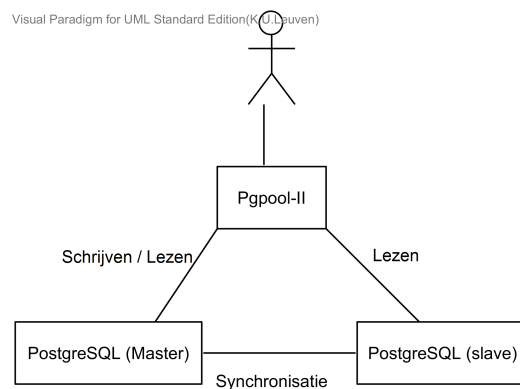 Visual Paradigm for UML Standard Edition(K.U.Leuven)
Pgpool-II
Schrijven / Lezen
Lezen
PostgreSQL (Master)
PostgreSQL (slave)
Synchronisatie